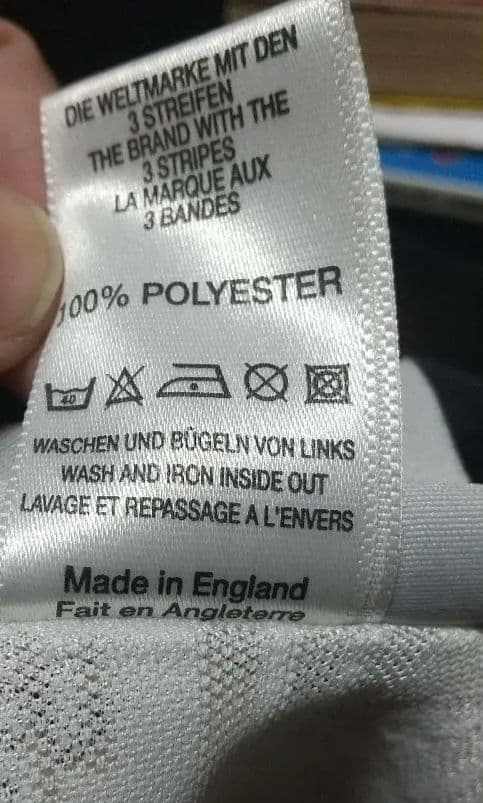 DIE WELTMARKE MIT DEN
3 STREIFEN
THE BRAND WITH THE
3 STRIPES
LA MARQUE AUX
3 BANDES
100% POLYESTER
40
WASCHEN UND BÜGELN VON LINKS
WASH AND IRON INSIDE OUT
LAVAGE ET REPASSAGE A L'ENVERS
Made in England
Fait en Angleterre